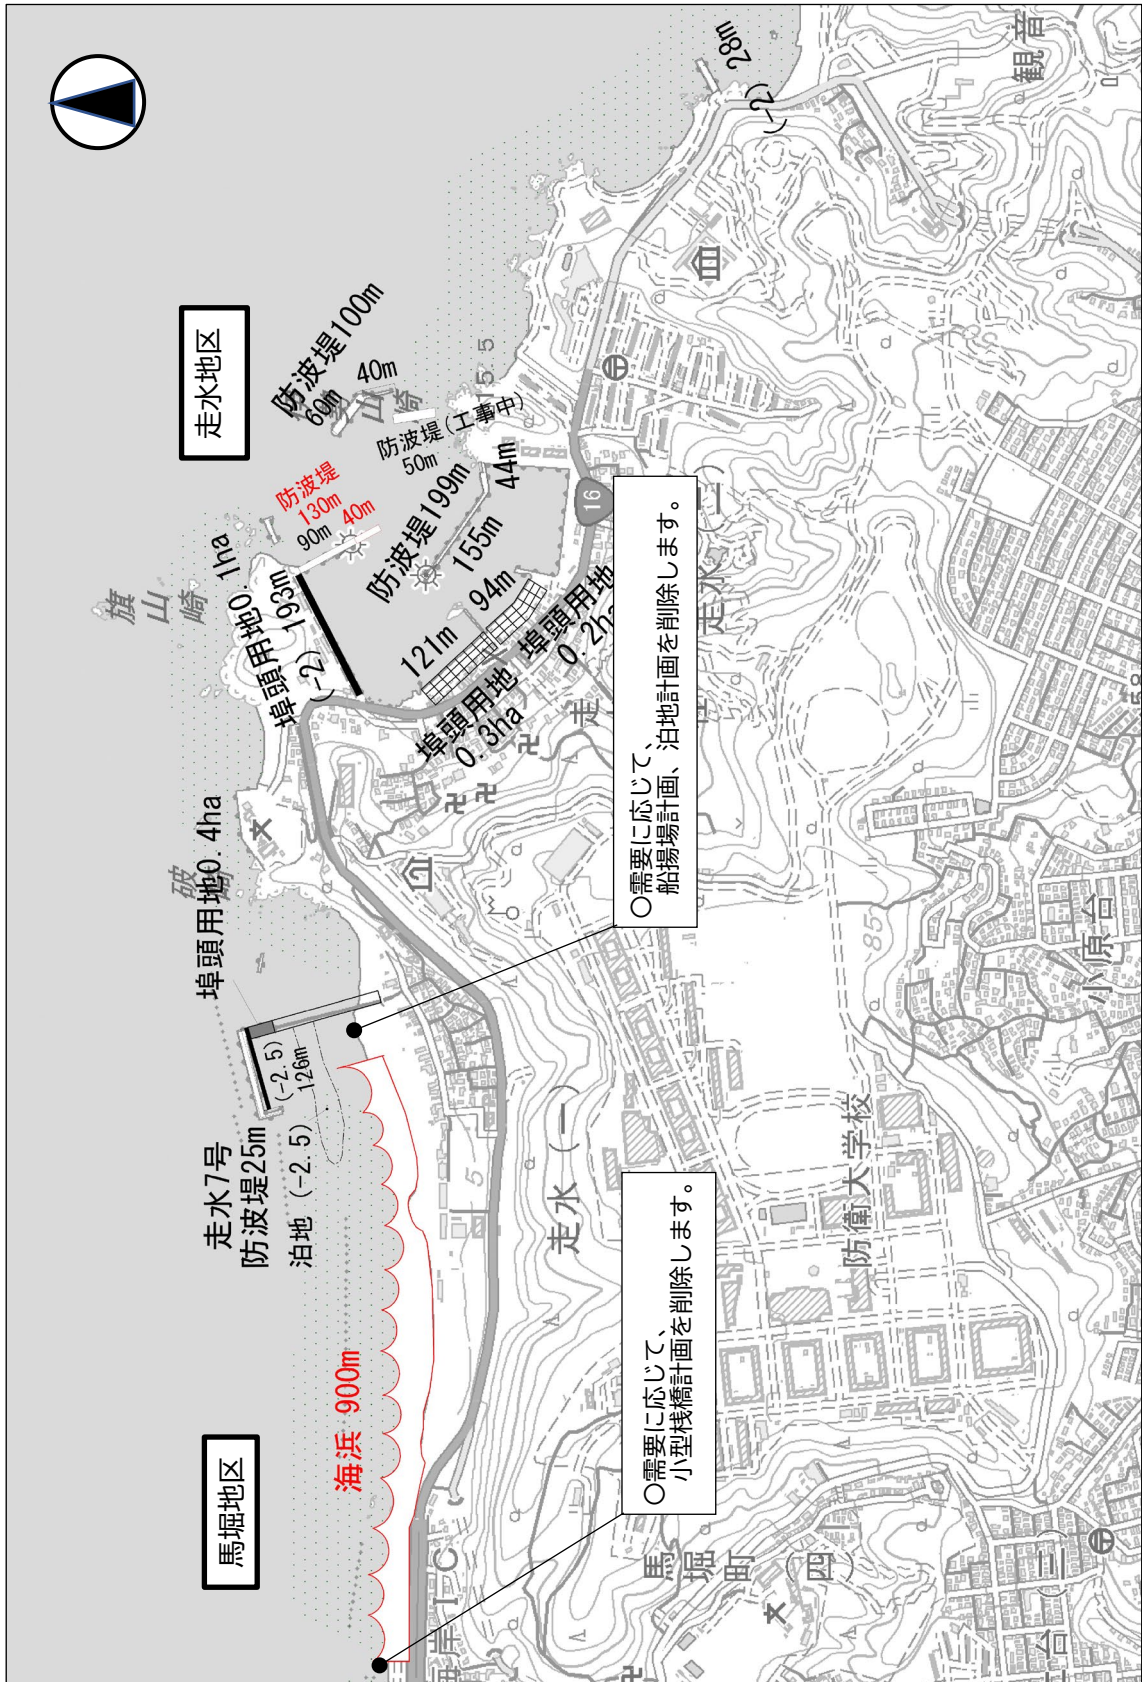 馬堀地区
走水地区
海浜 900m
走水7号
防波堤25m
泊地 (-2.5)
(-2.5)
126m
埠頭用地0.4ha
旗山崎
埠頭用地0.1ha
(-2) 193m
防波堤
130m
90m 40m
防波堤100m
60m
40m
防波堤(工事中)
50m
防波堤199m
155m
44m
121m
94m
埠頭用地
0.3ha
埠頭用地
16
28m
(-2)
観音
○需要に応じて、
船揚場計画、泊地計画を削除します。
○需要に応じて、
小型桟橋計画を削除します。
走水(一)
防衛大学校
小原台
85
馬堀町
(四)
岸IC